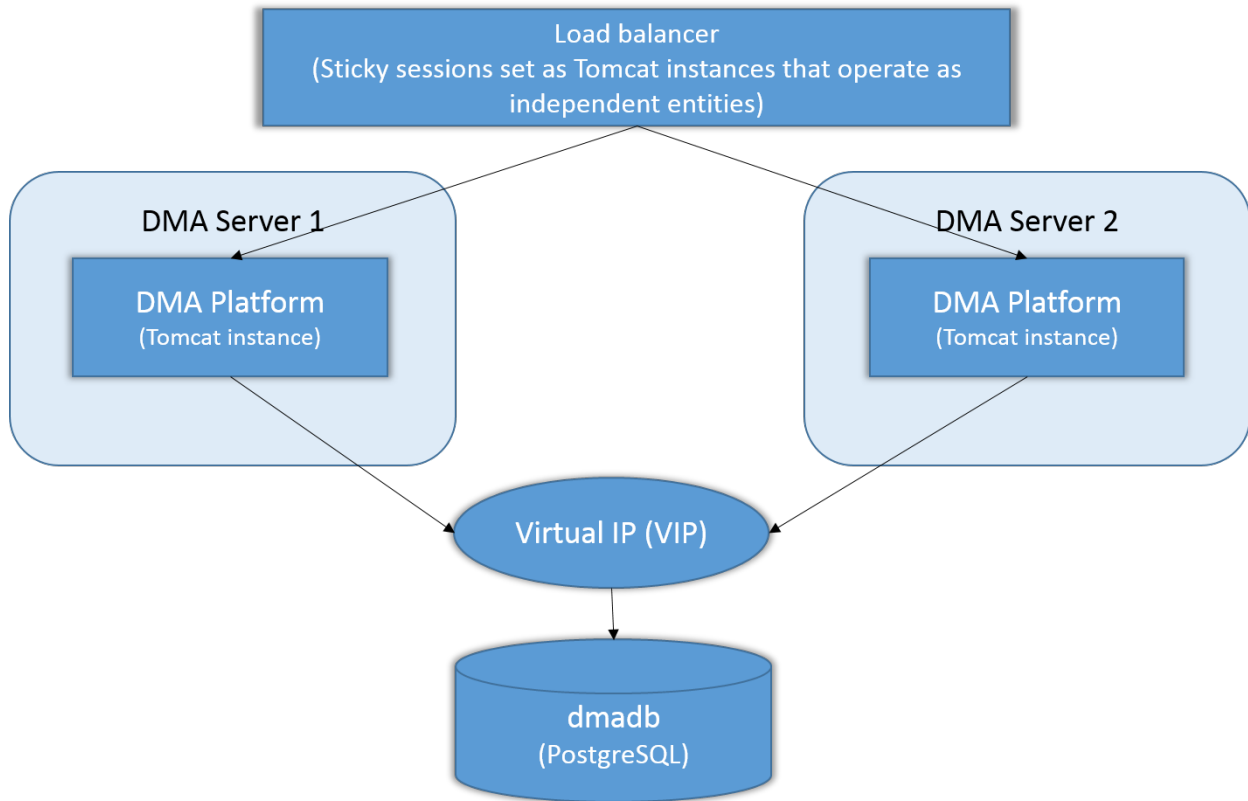 Load balancer
(Sticky sessions set as Tomcat instances that operate as
independent entities)
DMA Server 1
DMA Server 2
DMA Platform
(Tomcat instance)
DMA Platform
(Tomcat instance)
Virtual IP (VIP)
dmadb
(PostgreSQL)